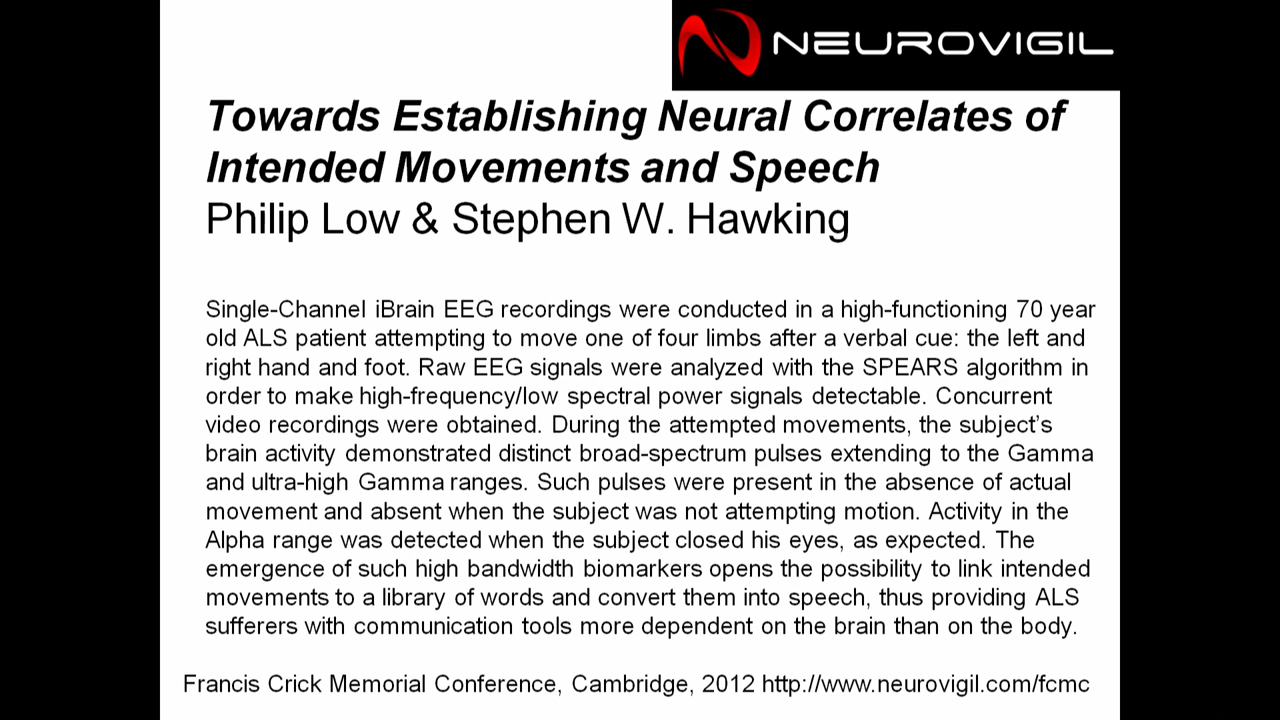 NEUROVIGIL
Towards Establishing Neural Correlates of
Intended Movements and Speech
Philip Low & Stephen W. Hawking
Single-Channel iBrain EEG recordings were conducted in a high-functioning 70 year
old ALS patient attempting to move one of four limbs after a verbal cue: the left and
right hand and foot. Raw EEG signals were analyzed with the SPEARS algorithm in
order to make high-frequency/low spectral power signals detectable. Concurrent
video recordings were obtained. During the attempted movements, the subject's
brain activity demonstrated distinct broad-spectrum pulses extending to the Gamma
and ultra-high Gamma ranges. Such pulses were present in the absence of actual
movement and absent when the subject was not attempting motion. Activity in the
Alpha range was detected when the subject closed his eyes, as expected. The
emergence of such high bandwidth biomarkers opens the possibility to link intended
movements to a library of words and convert them into speech, thus providing ALS
sufferers with communication tools more dependent on the brain than on the body.
Francis Crick Memorial Conference, Cambridge, 2012 http://www.neurovigil.com/fcmc